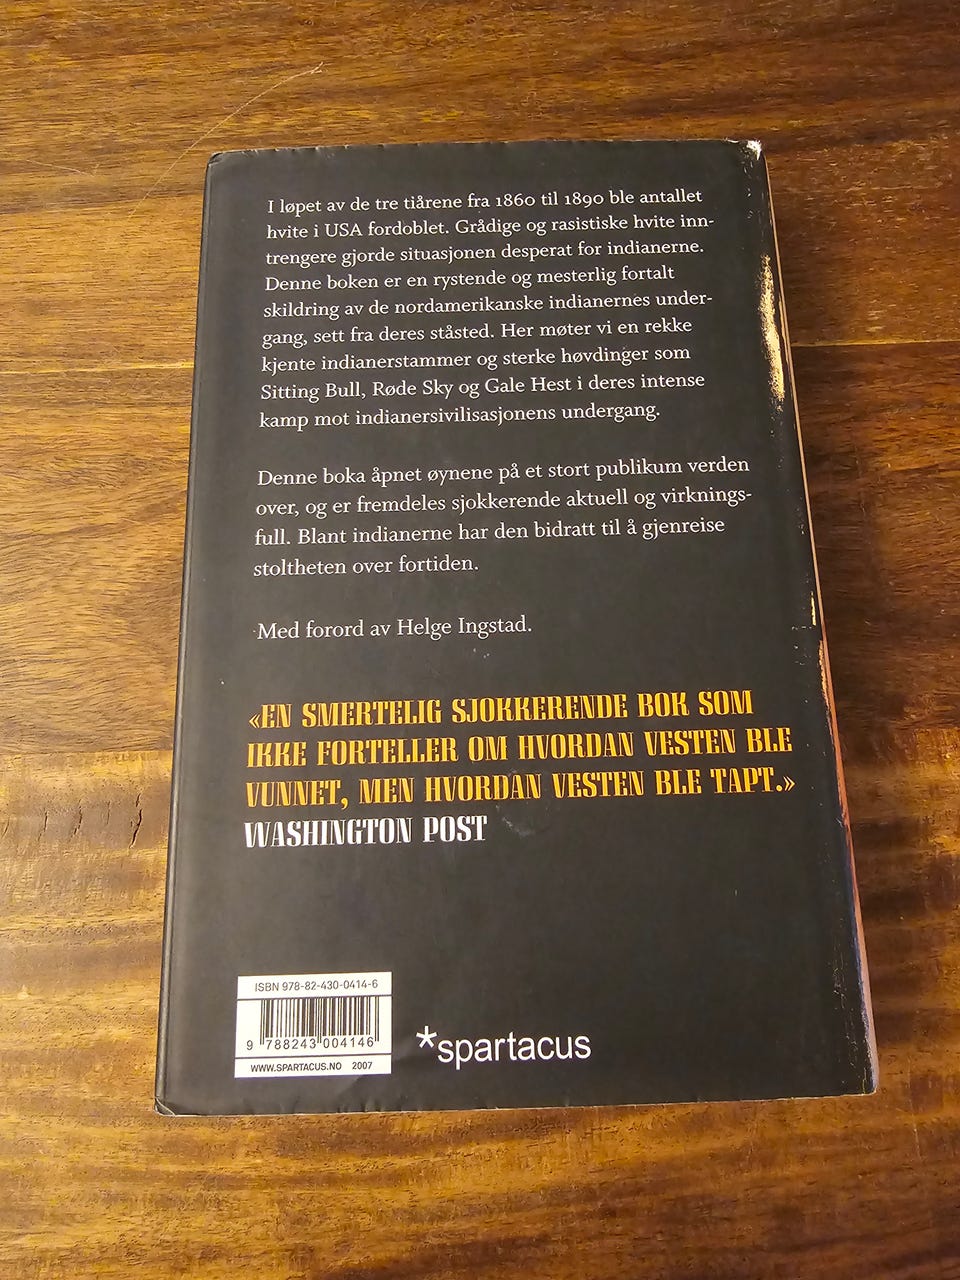 I løpet av de tre tiårene fra 1860 til 1890 ble antallet
hvite i USA fordoblet. Grådige og rasistiske hvite inn-
trengere gjorde situasjonen desperat for indianerne.
Denne boken er en rystende og mesterlig fortalt
skildring av de nordamerikanske indianernes under-
gang, sett fra deres ståsted. Her møter vi en rekke
kjente indianerstammer og sterke høvdinger som
Sitting Bull, Røde Sky og Gale Hest i deres intense
kamp mot indianersivilisasjonens undergang.
Denne boka åpnet øynene på et stort publikum verden
over, og er fremdeles sjokkerende aktuell og virknings-
full. Blant indianerne har den bidratt til å gjenreise
stoltheten over fortiden.
Med forord av Helge Ingstad.
«EN SMERTELIG SJOKKERENDE BOK SOM
IKKE FORTELLER OM HVORDAN VESTEN BLE
VUNNET, MEN HVORDAN VESTEN BLE TAPT.»
WASHINGTON POST
ISBN 978-82-430-0414-6
9 788243 004146
WWW.SPARTACUS.NO 2007
*spartacus